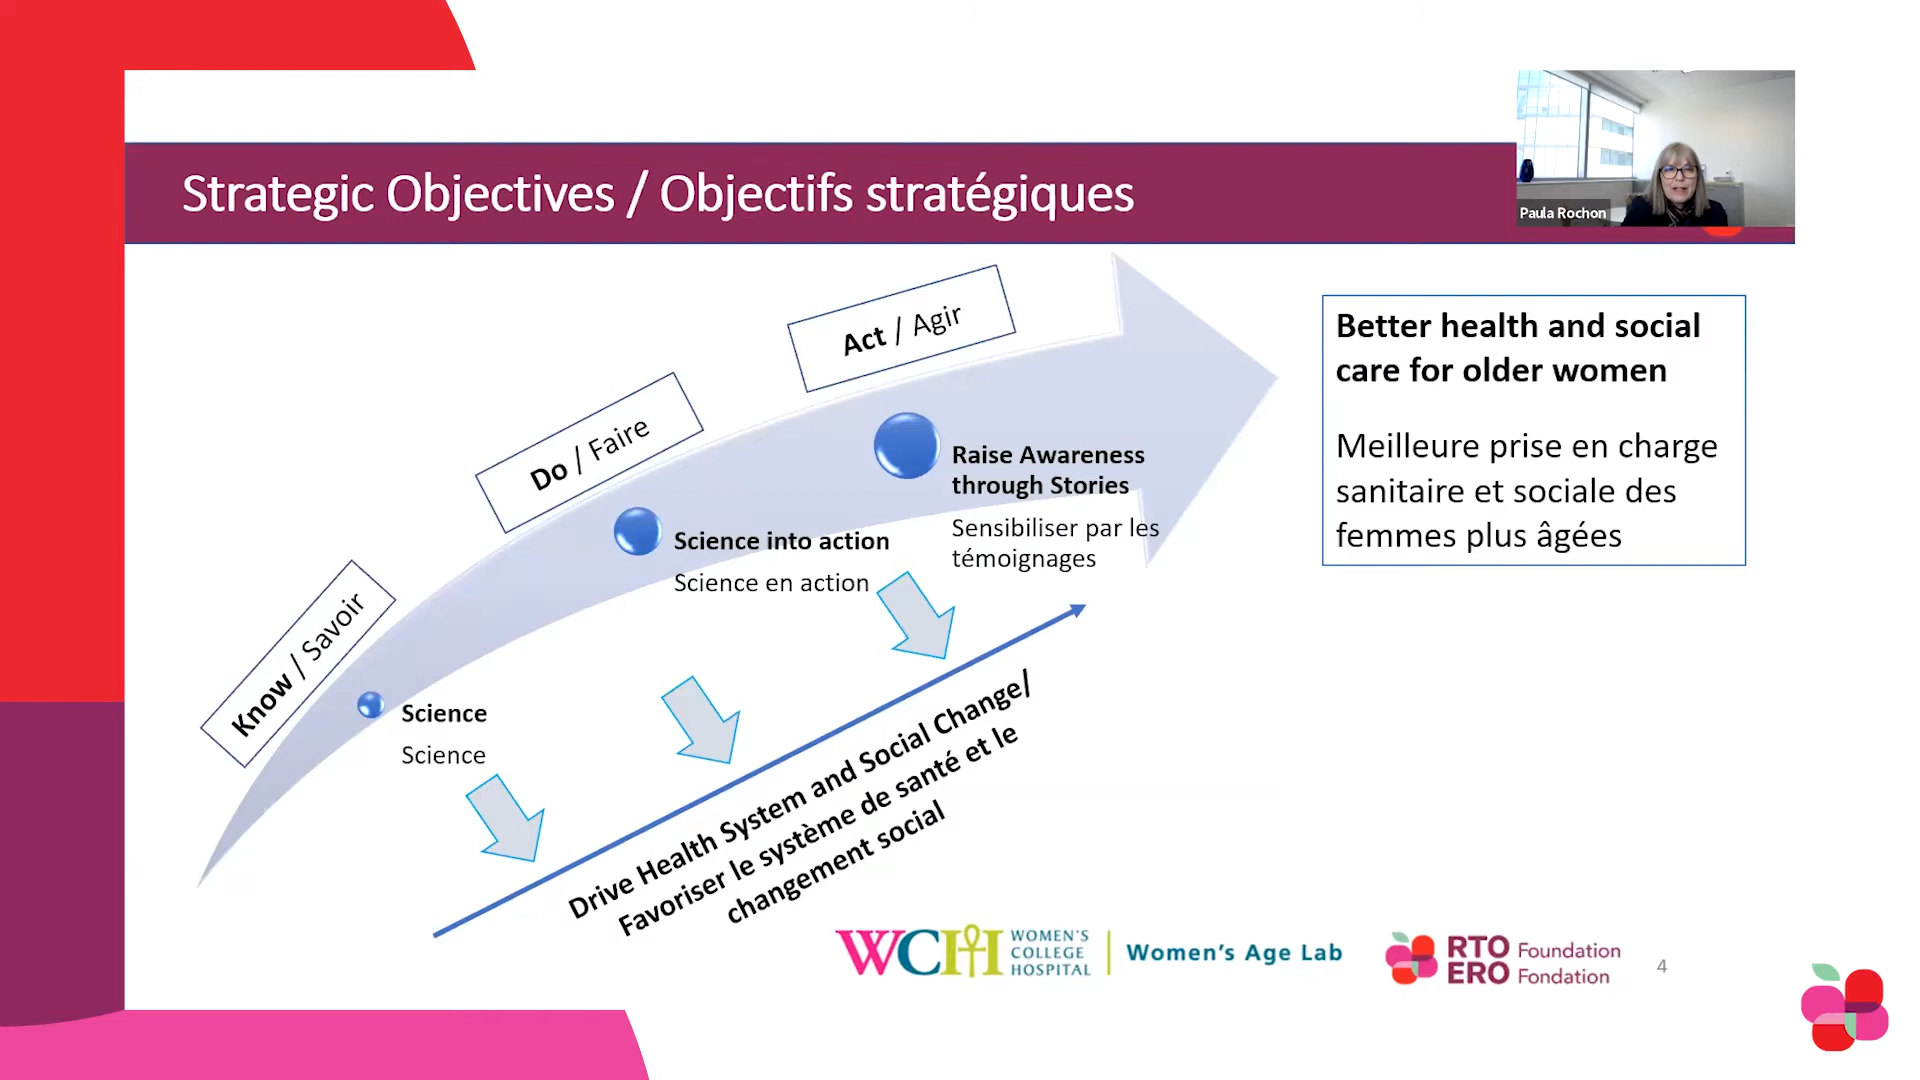 Strategic Objectives / Objectifs stratégiques
Paula Rochon
Know / Savoir
Do / Faire
Act / Agir
Science
Science
Science into action
Science en action
Raise Awareness
through Stories
Sensibiliser par les
témoignages
Drive Health System and Social Change/
Favoriser le système de santé et le
changement social
Better health and social
care for older women
Meilleure prise en charge
sanitaire et sociale des
femmes plus âgées
WCH WOMEN'S
COLLEGE
HOSPITAL
Women's Age Lab
RTO Foundation
ERO Fondation
4